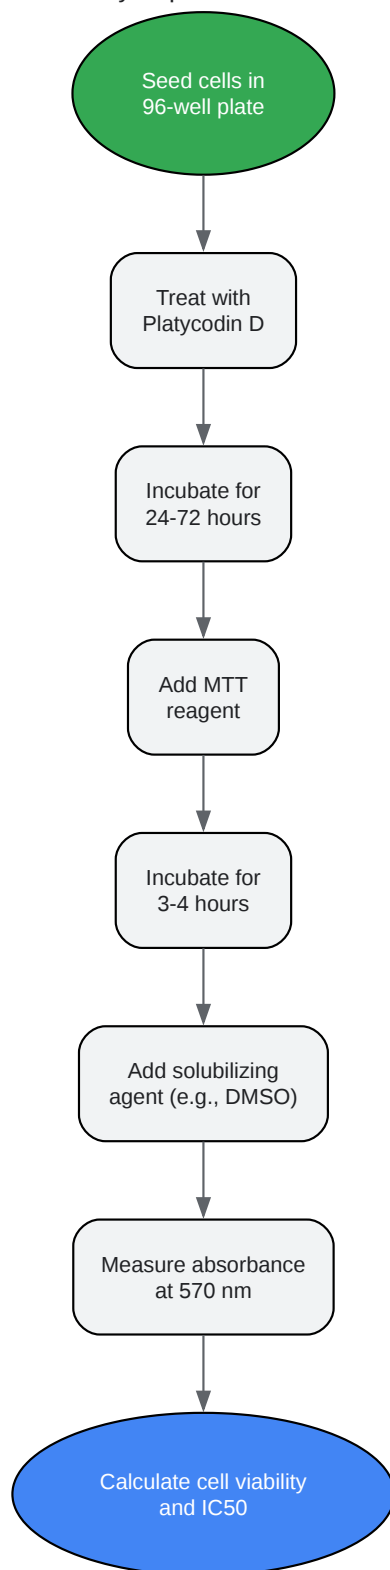 Seed cells in
96-well plate
Treat with
Platycodin D
Incubate for
24-72 hours
Add MTT
reagent
Incubate for
3-4 hours
Add solubilizing
agent (e.g., DMSO)
Measure absorbance
at 570 nm
Calculate cell viability
and IC50